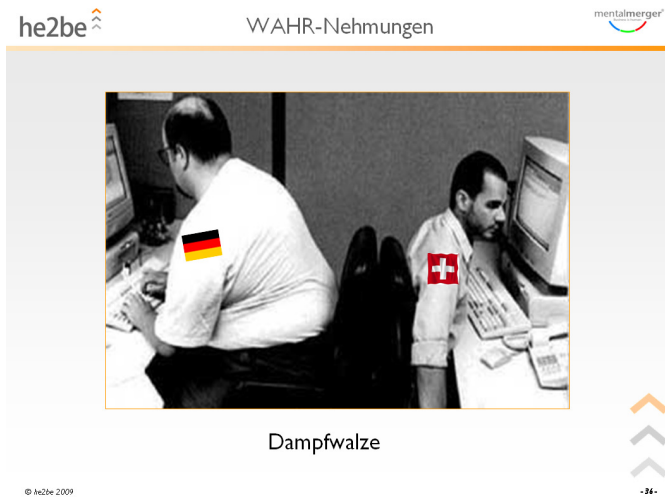 he2be
WAHR-Nehmungen
mentalmerger®
Dampfwalze
© he2be 2009
-36-